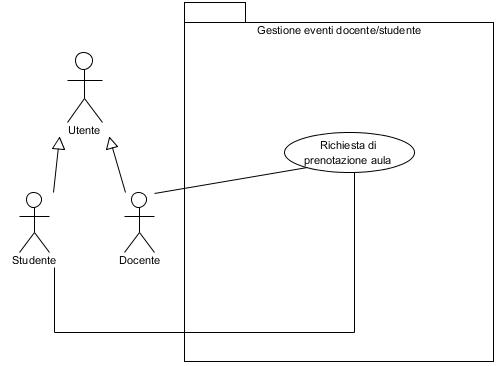 Gestione eventi docente/studente
Utente
Richiesta di
prenotazione aula
Studente
Docente